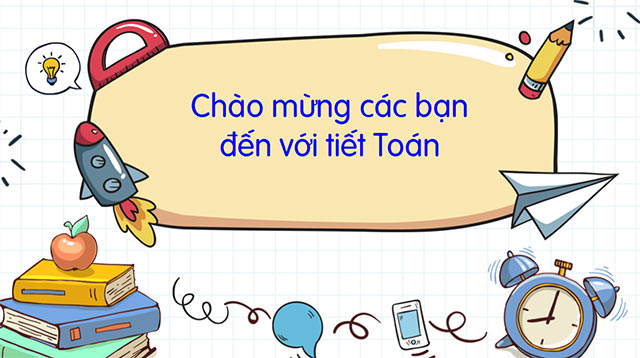 Chào mừng các bạn
đến với tiết Toán